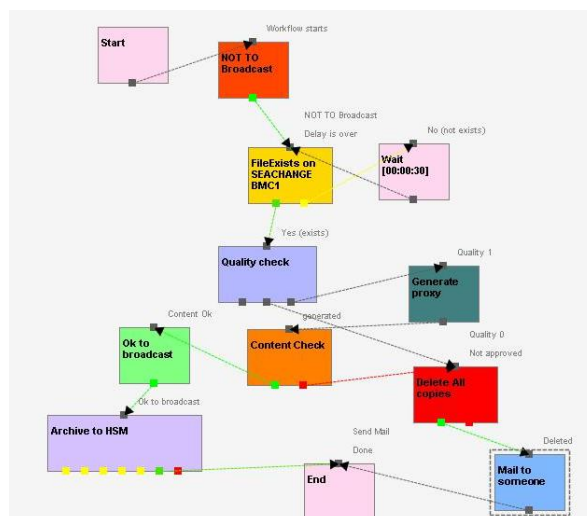 Workflow starts
Start
NOT TO
Broadcast
NOT TO Broadcast
Delay is over
No (not exists)
FileExists on
SEACHANGE
BMC1
Wait
[00:00:30]
Yes (exists)
Quality check
Quality 1
Generate
proxy
Content Ok
generated
Ok to
broadcast
Content Check
Quality 0
Not approved
Delete All
copies
Ok to broadcast
Archive to HSM
Send Mail
Done
Deleted
End
Mail to
someone